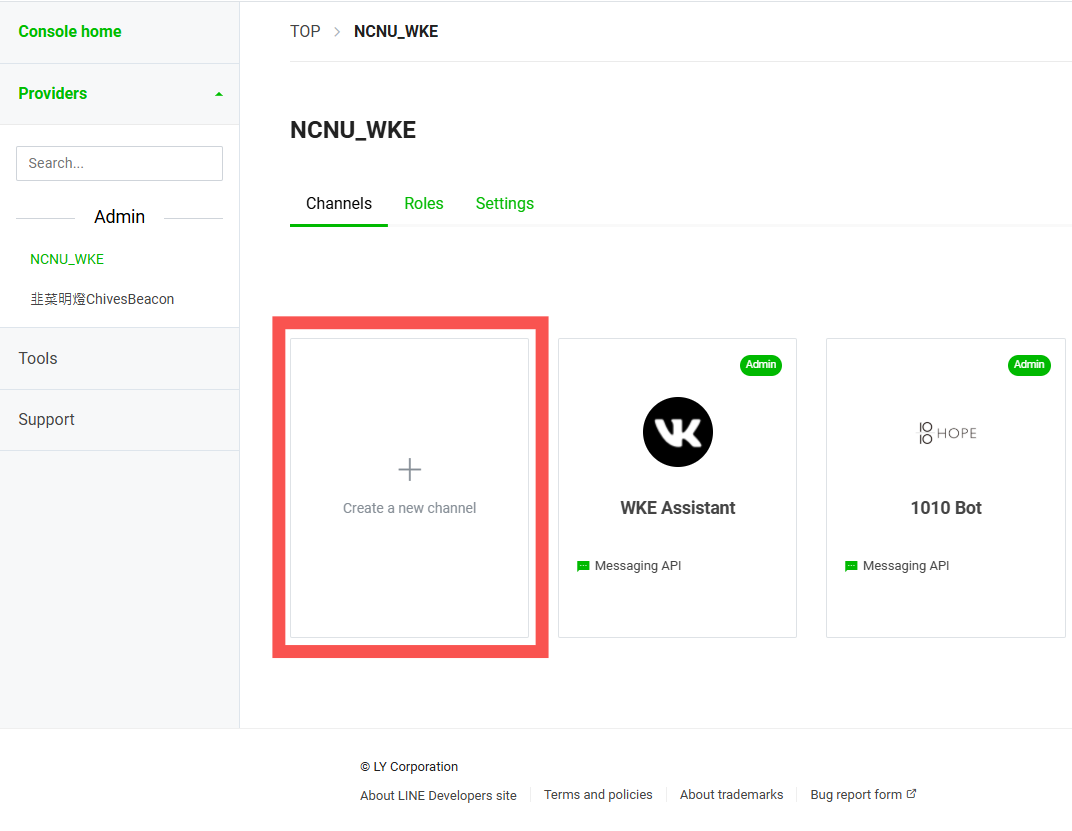 Console home
Providers
Search...
Admin
NCNU_WKE
韭菜明燈ChivesBeacon
Tools
Support
TOP > NCNU_WKE
NCNU_WKE
Channels Roles Settings
Create a new channel
Admin
WKE Assistant
Messaging API
Admin
IOIO HOPE
1010 Bot
Messaging API
© LY Corporation
About LINE Developers site
Terms and policies
About trademarks
Bug report form